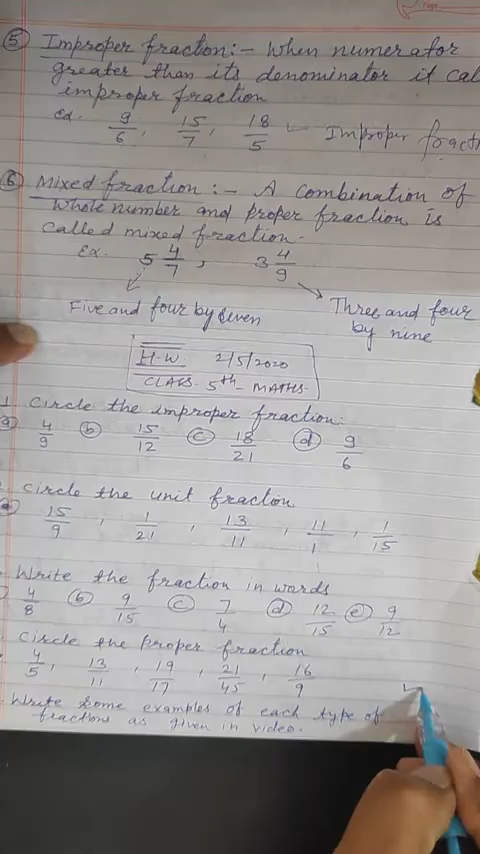 Page
⑤ Improper fraction:- When numerator
greater than its denominator it cal
improper fraction
Ex. 9/6, 15/7, 18/5 - Improper fract
⑥ Mixed fraction :- A combination of
whole number and proper fraction is
called mixed fraction.
Ex. 5 4/7, 3 4/9
Five and four by seven
Three and four
by nine
H.W. 2/5/2020
CLASS- 5th- MATHS-
1 Circle the improper fraction:
ⓐ 4/9 ⓑ 15/12 ⓒ 18/21 ⓓ 9/6
Circle the unit fraction
ⓐ 15/9, 1/21, 13/11, 11/1, 1/15
Write the fraction in words
4/8 ⓑ 9/15 ⓒ 7/4 ⓓ 12/15 ⓔ 9/12
Circle the proper fraction
4/5, 13/11, 19/17, 21/45, 16/9
Write some examples of each type of
fractions as given in video.